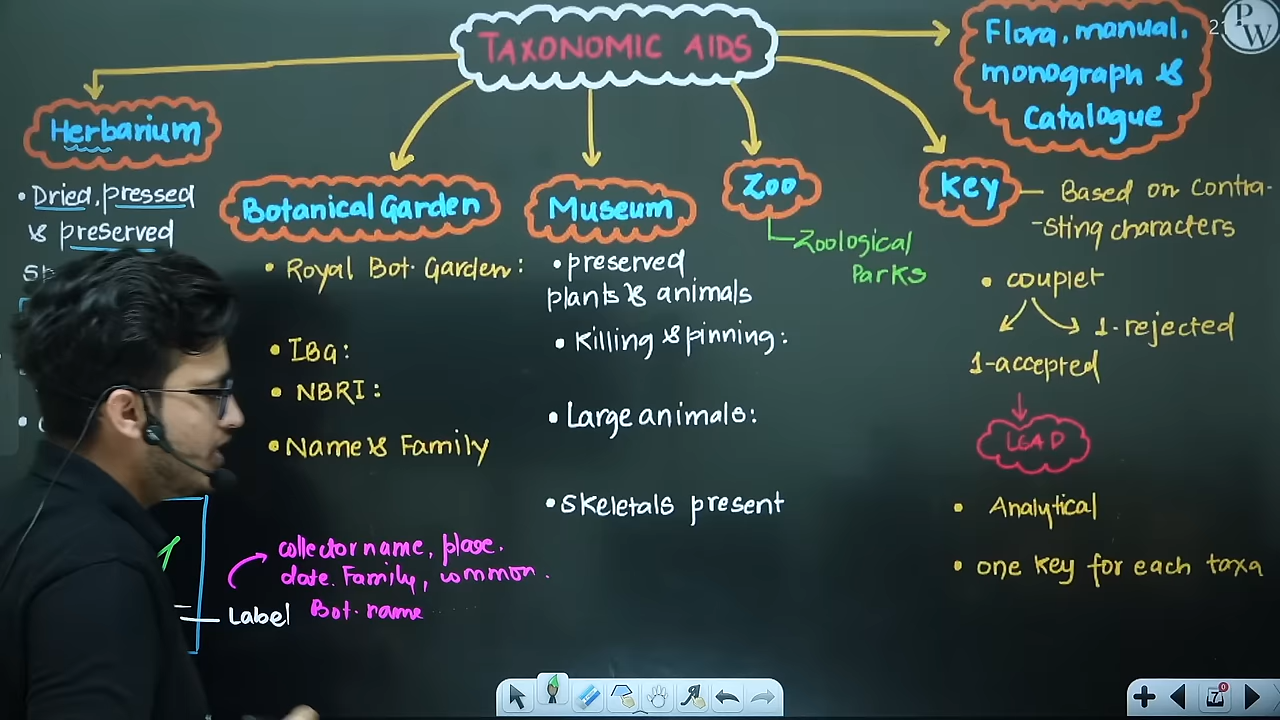 TAXONOMIC AIDS
Flora, manual,
monograph &
Catalogue
PW
Herbarium
• Dried, pressed
& preserved
Botanical Garden
• Royal Bot. Garden:
• IBG:
• NBRI:
• Name & Family
Museum
• preserved
plants & animals
• Killing & pinning:
• Large animals:
• Skeletals present
Zoo
Zoological
Parks
Key
Based on Contra-
-sting characters
• couplet
1-rejected
1-accepted
LEAD
• Analytical
• one key for each taxa
collector name, place.
date. Family, common.
Label Bot. name
7
0